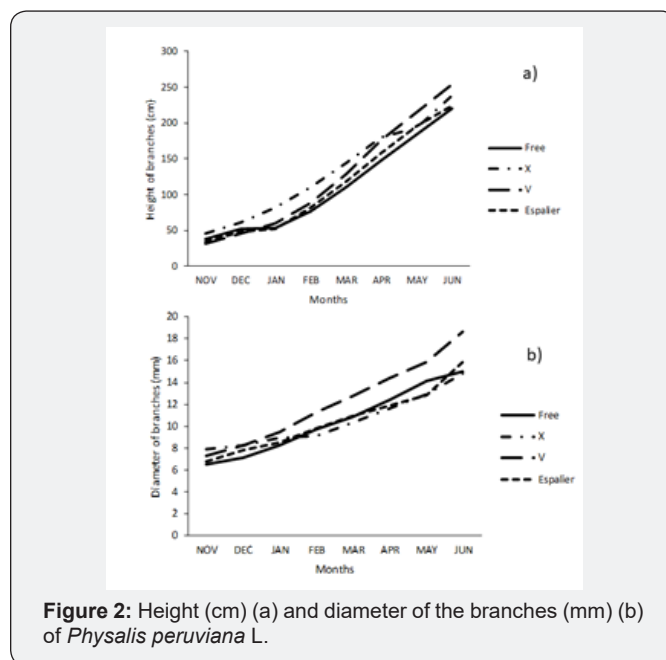 300
a)
250
200
150
100
50
0
Height of branches (cm)
Free
X
V
Espalier
NOV DEC JAN FEB MAR APR MAY JUN
Months
20
18
16
14
12
10
8
6
4
2
0
b)
Diameter of branches (mm)
Free
X
V
Espalier
NOV DEC JAN FEB MAR APR MAY JUN
Months
Figure 2: Height (cm) (a) and diameter of the branches (mm) (b)
of Physalis peruviana L.